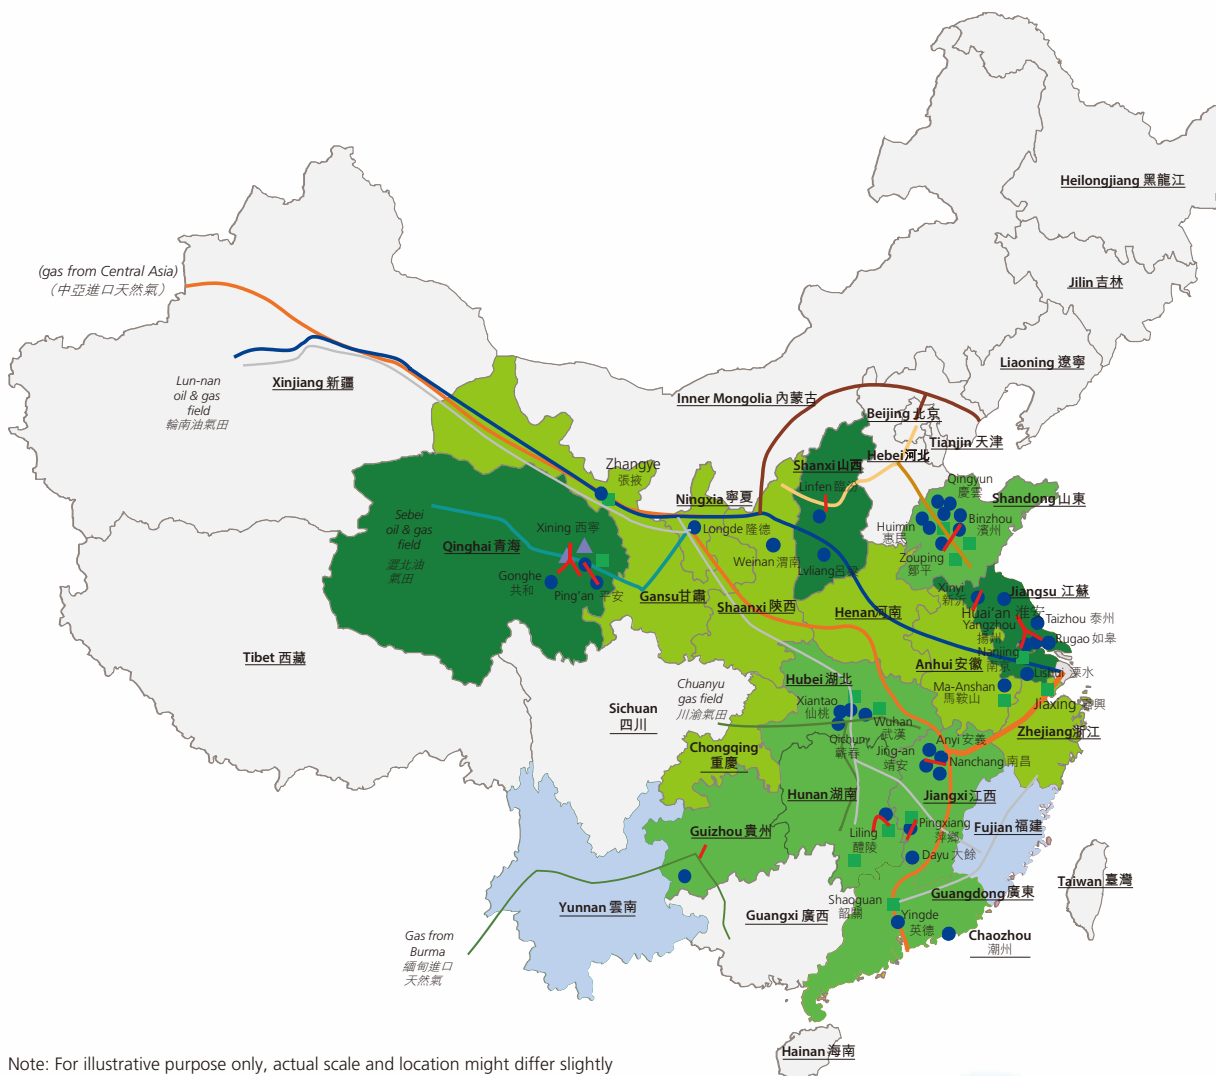 Heilongjiang 黑龍江
(gas from Central Asia)
（中亞進口天然氣）
Jilin 吉林
Liaoning 遼寧
Lun-nan
oil & gas
field
輪南油氣田
Xinjiang 新疆
Inner Mongolia 內蒙古
Beijing 北京
Tianjin 天津
Hebei 河北
Shanxi 山西
Zhangye
張掖
Linfen 臨汾
Qingyun
慶雲
Shandong 山東
Ningxia 寧夏
Sebei
oil & gas
field
澀北油
氣田
Xining 西寧
Longde 隆德
Huimin
惠民
Binzhou
濱州
Qinghai 青海
Weinan 渭南
Zouping
鄒平
Gonghe
共和
Ping'an 平安
Lvliang 呂梁
Gansu 甘肅
Shaanxi 陝西
Henan 河南
Xinyi
新沂
Jiangsu 江蘇
Huai'an 淮安
Taizhou 泰州
Yangzhou
揚州
Rugao 如皋
Tibet 西藏
Nanjing
南京
Anhui 安徽
Lishui 溧水
Chuanyu
gas field
川渝氣田
Hubei 湖北
Ma-Anshan
馬鞍山
Jiaxing 嘉興
Sichuan
四川
Xiantao
仙桃
Wuhan
武漢
Zhejiang 浙江
Chongqing
重慶
Qichun
蘄春
Jing-an
靖安
Anyi 安義
Nanchang 南昌
Hunan 湖南
Jiangxi 江西
Guizhou 貴州
Liling
醴陵
Pingxiang
萍鄉
Fujian 福建
Dayu 大餘
Taiwan 臺灣
Yunnan 雲南
Guangxi 廣西
Shaoguan
韶關
Guangdong 廣東
Yingde
英德
Chaozhou
潮州
Gas from
Burma
緬甸進口
天然氣
Hainan 海南
Note: For illustrative purpose only, actual scale and location might differ slightly